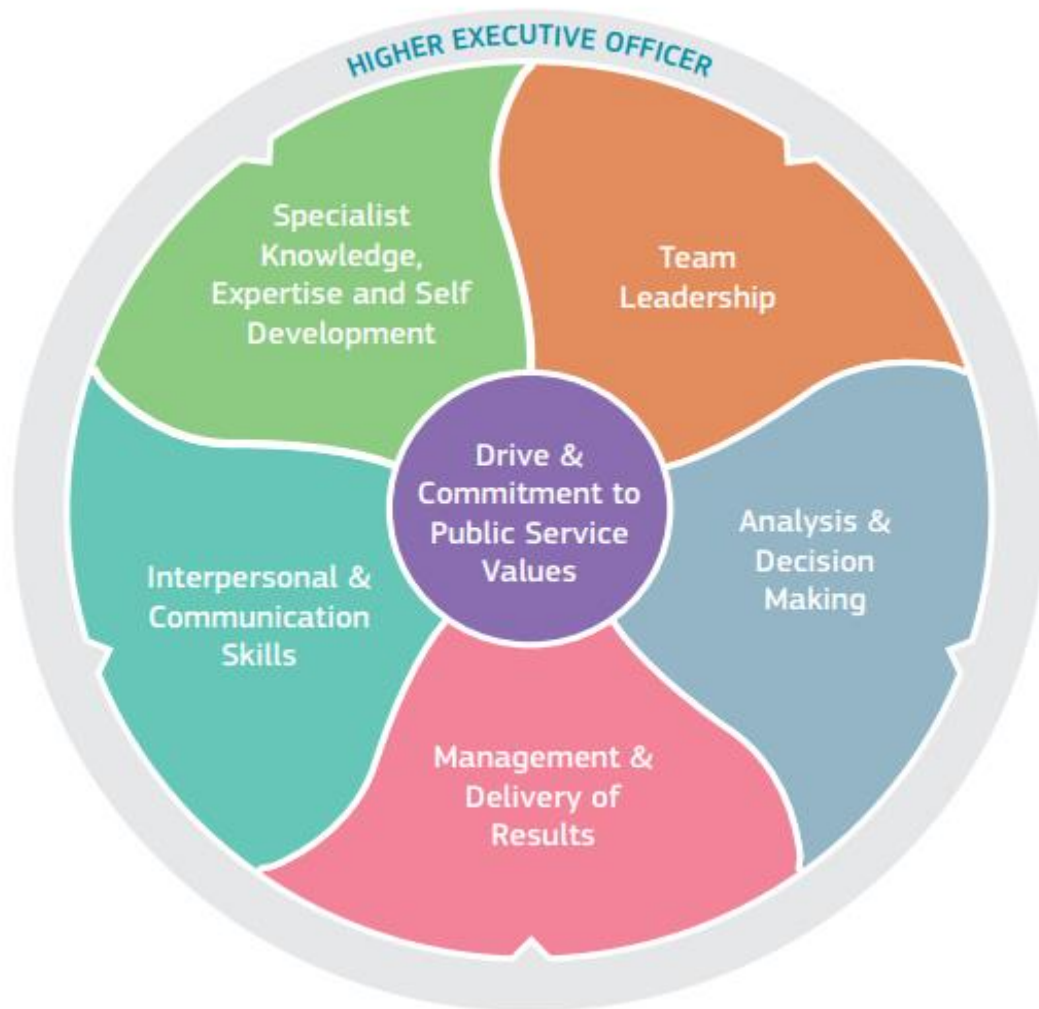 HIGHER EXECUTIVE OFFICER
Specialist
Knowledge,
Expertise and Self
Development
Team
Leadership
Drive &
Commitment to
Public Service
Values
Analysis &
Decision
Making
Interpersonal &
Communication
Skills
Management &
Delivery of
Results